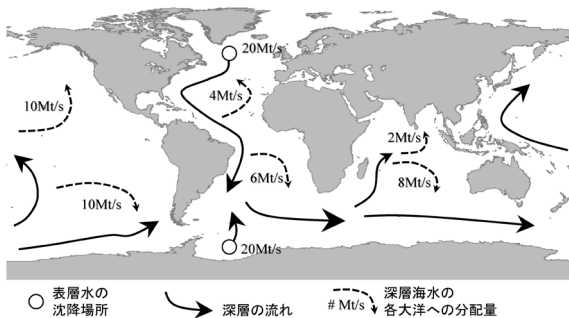 20Mt/s
4Mt/s
10Mt/s
2Mt/s
6Mt/s
8Mt/s
10Mt/s
20Mt/s
表層水の
沈降場所
深層の流れ
# Mt/s
深層海水の
各大洋への分配量